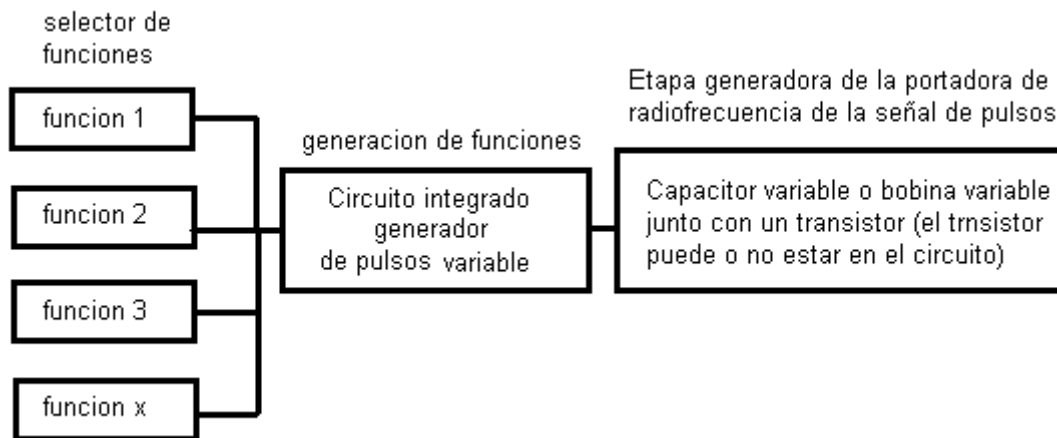 selector de
funciones
funcion 1
funcion 2
funcion 3
funcion x
generacion de funciones
Circuito integrado
generador
de pulsos variable
Etapa generadora de la portadora de
radiofrecuencia de la señal de pulsos
Capacitor variable o bobina variable
junto con un transistor (el trnsistor
puede o no estar en el circuito)